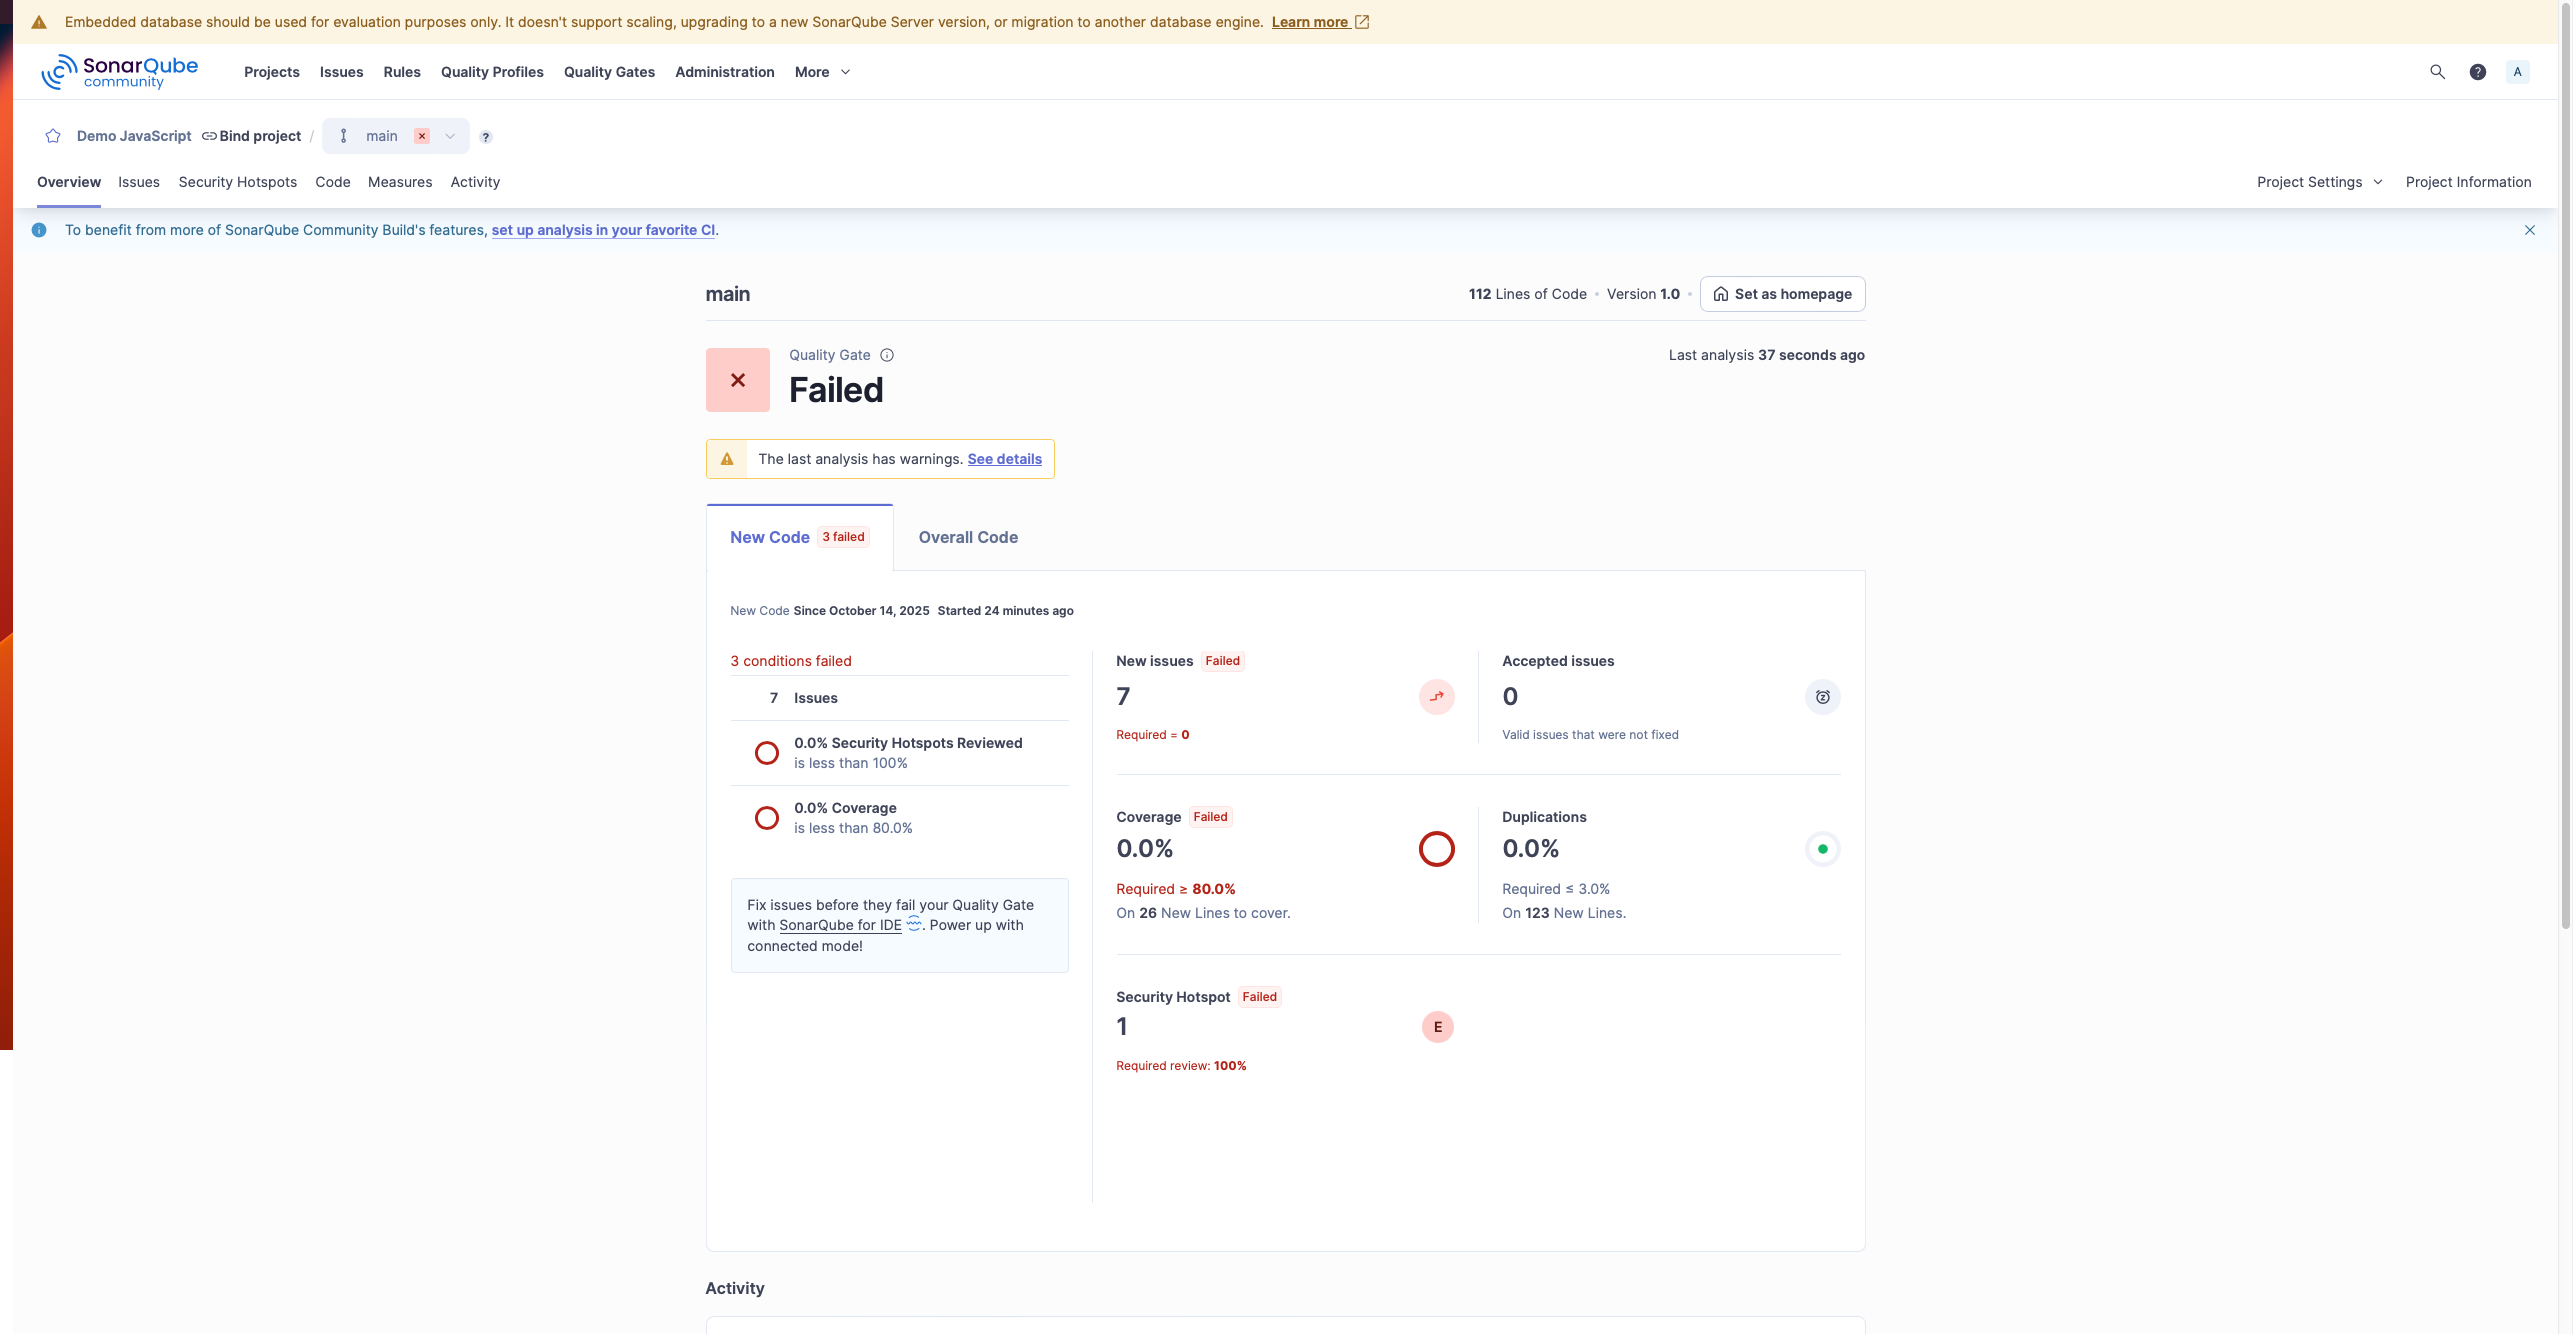 Embedded database should be used for evaluation purposes only. It doesn't support scaling, upgrading to a new SonarQube Server version, or migration to another database engine. Learn more
SonarQube community
Projects Issues Rules Quality Profiles Quality Gates Administration More
? A
Demo JavaScript Bind project / main ?
Overview Issues Security Hotspots Code Measures Activity Project Settings Project Information
To benefit from more of SonarQube Community Build's features, set up analysis in your favorite CI.
main 112 Lines of Code • Version 1.0 • Set as homepage
Quality Gate Last analysis 37 seconds ago
Failed
The last analysis has warnings. See details
New Code 3 failed Overall Code
New Code Since October 14, 2025 Started 24 minutes ago
3 conditions failed
7 Issues
0.0% Security Hotspots Reviewed
is less than 100%
0.0% Coverage
is less than 80.0%
Fix issues before they fail your Quality Gate
with SonarQube for IDE . Power up with
connected mode!
New issues Failed
7
Required = 0
Accepted issues
0
Valid issues that were not fixed
Coverage Failed
0.0%
Required ≥ 80.0%
On 26 New Lines to cover.
Duplications
0.0%
Required ≤ 3.0%
On 123 New Lines.
Security Hotspot Failed
1
E
Required review: 100%
Activity